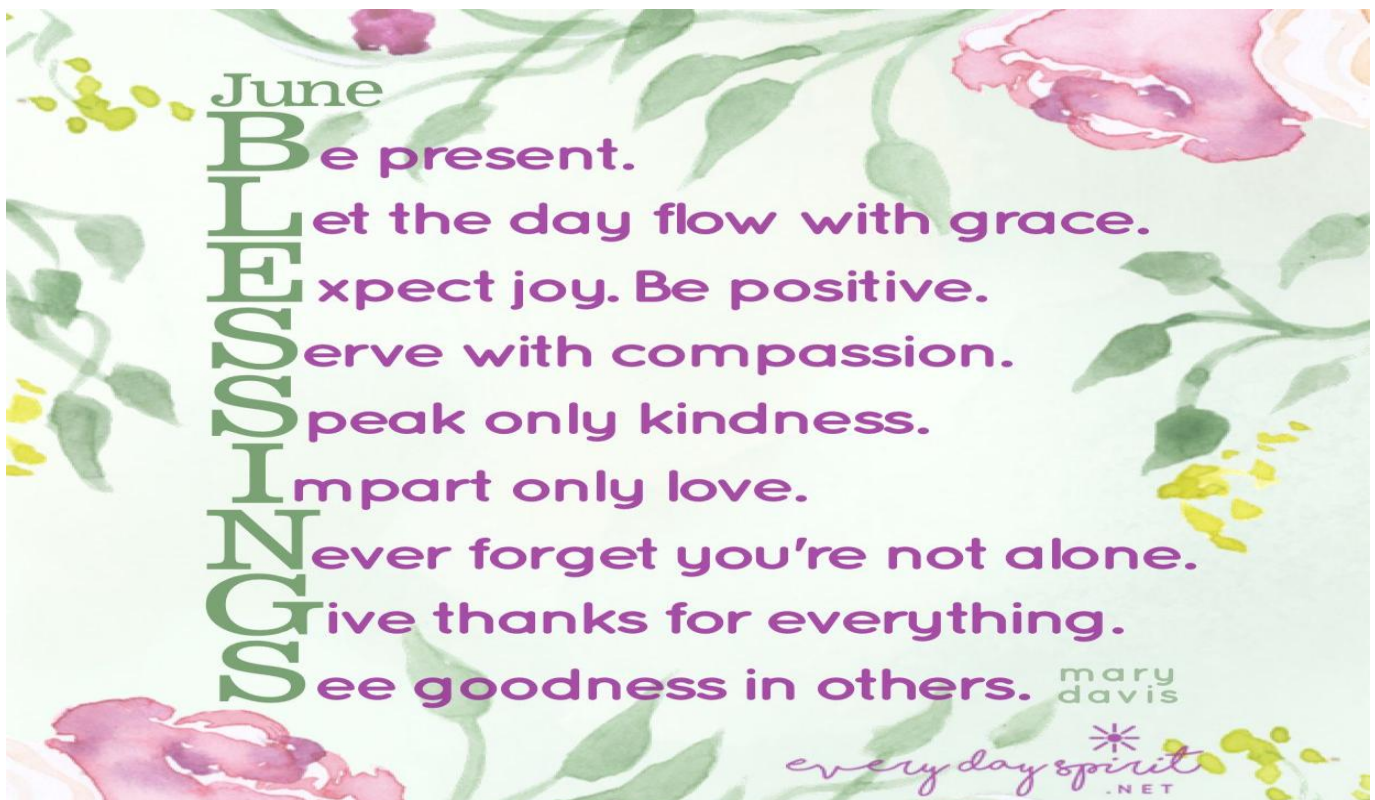 June
Be present.
Let the day flow with grace.
Expect joy. Be positive.
Serve with compassion.
Speak only kindness.
Impart only love.
Never forget you're not alone.
Give thanks for everything.
See goodness in others.
mary
davis
every day spirit
.NET